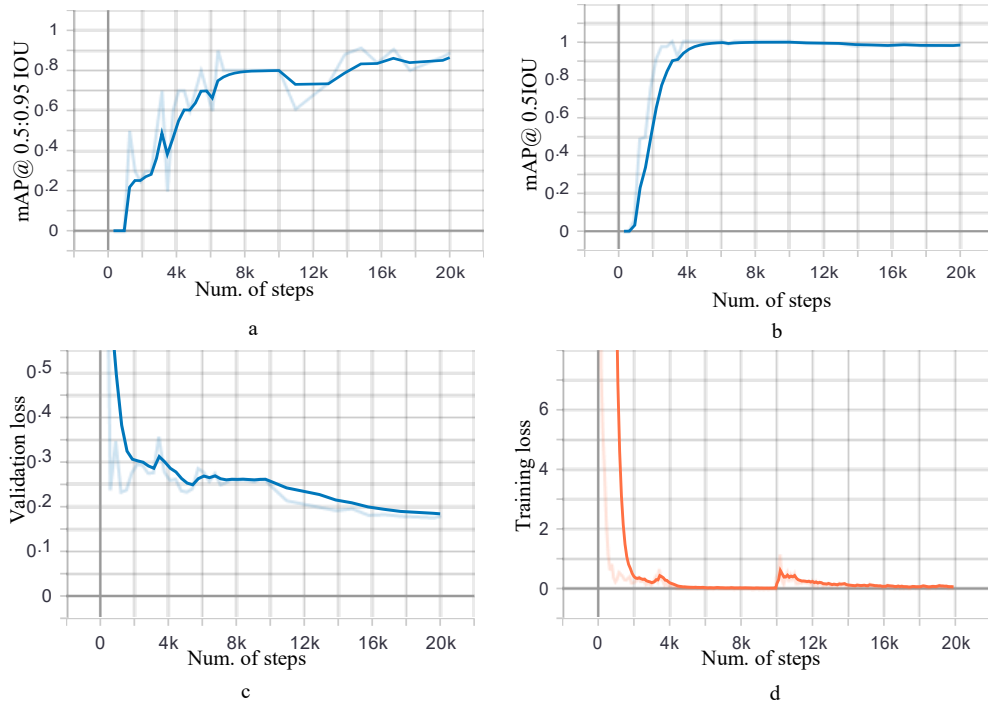 1
0.8
0.6
0.4
0.2
0
mAP@ 0.5:0.95 IOU
0 4k 8k 12k 16k 20k
Num. of steps
a
1
0.8
0.6
0.4
0.2
0
mAP@ 0.5IOU
0 4k 8k 12k 16k 20k
Num. of steps
b
0.5
0.4
0.3
0.2
0.1
0
Validation loss
0 4k 8k 12k 16k 20k
Num. of steps
c
6
4
2
0
Training loss
0 4k 8k 12k 16k 20k
Num. of steps
d